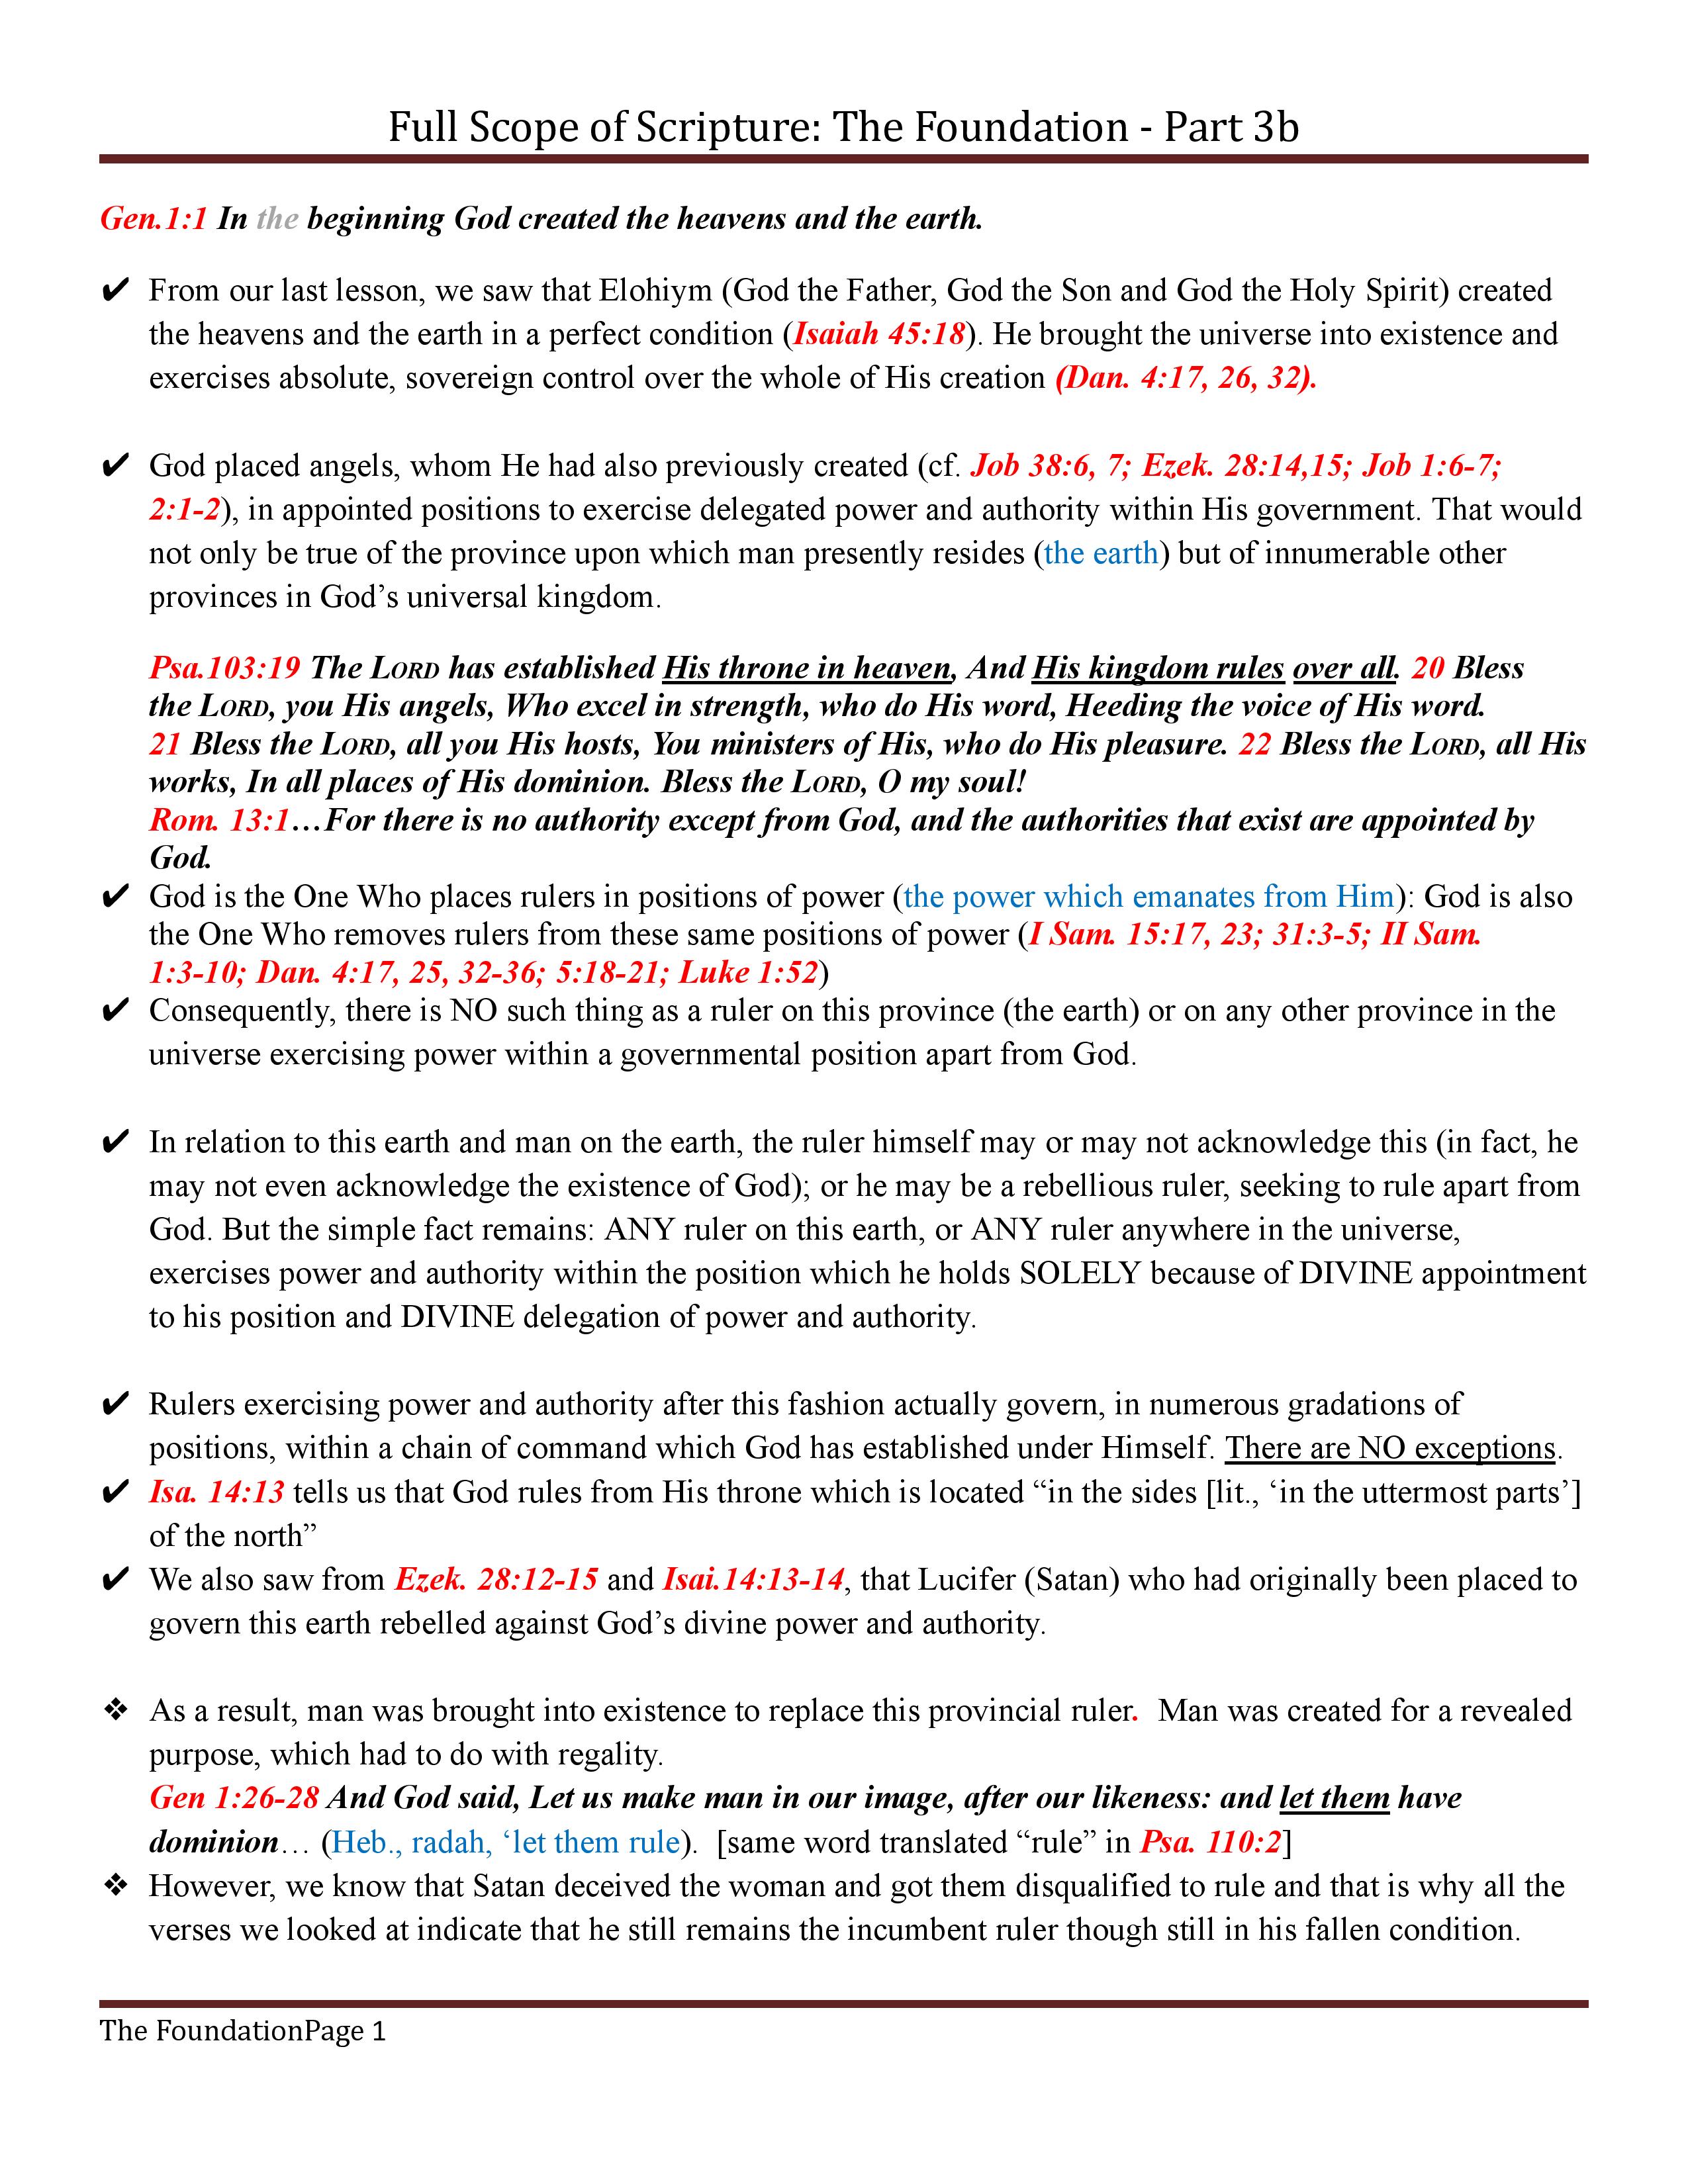 Full Scope of Scripture: The Foundation - Part 3b
Gen.1:1 In the beginning God created the heavens and the earth.
✔ From our last lesson, we saw that Elohiym (God the Father, God the Son and God the Holy Spirit) created
the heavens and the earth in a perfect condition (Isaiah 45:18). He brought the universe into existence and
exercises absolute, sovereign control over the whole of His creation (Dan. 4:17, 26, 32).
✔ God placed angels, whom He had also previously created (cf. Job 38:6, 7; Ezek. 28:14,15; Job 1:6-7;
2:1-2), in appointed positions to exercise delegated power and authority within His government. That would
not only be true of the province upon which man presently resides (the earth) but of innumerable other
provinces in God’s universal kingdom.
Psa.103:19 The LORD has established His throne in heaven, And His kingdom rules over all. 20 Bless
the LORD, you His angels, Who excel in strength, who do His word, Heeding the voice of His word.
21 Bless the LORD, all you His hosts, You ministers of His, who do His pleasure. 22 Bless the LORD, all His
works, In all places of His dominion. Bless the LORD, O my soul!
Rom. 13:1…For there is no authority except from God, and the authorities that exist are appointed by
God.
✔ God is the One Who places rulers in positions of power (the power which emanates from Him): God is also
the One Who removes rulers from these same positions of power (I Sam. 15:17, 23; 31:3-5; II Sam.
1:3-10; Dan. 4:17, 25, 32-36; 5:18-21; Luke 1:52)
✔ Consequently, there is NO such thing as a ruler on this province (the earth) or on any other province in the
universe exercising power within a governmental position apart from God.
✔ In relation to this earth and man on the earth, the ruler himself may or may not acknowledge this (in fact, he
may not even acknowledge the existence of God); or he may be a rebellious ruler, seeking to rule apart from
God. But the simple fact remains: ANY ruler on this earth, or ANY ruler anywhere in the universe,
exercises power and authority within the position which he holds SOLELY because of DIVINE appointment
to his position and DIVINE delegation of power and authority.
✔ Rulers exercising power and authority after this fashion actually govern, in numerous gradations of
positions, within a chain of command which God has established under Himself. There are NO exceptions.
✔ Isa. 14:13 tells us that God rules from His throne which is located “in the sides [lit., ‘in the uttermost parts’]
of the north”
✔ We also saw from Ezek. 28:12-15 and Isai.14:13-14, that Lucifer (Satan) who had originally been placed to
govern this earth rebelled against God’s divine power and authority.
❖ As a result, man was brought into existence to replace this provincial ruler.  Man was created for a revealed
purpose, which had to do with regality.
Gen 1:26-28 And God said, Let us make man in our image, after our likeness: and let them have
dominion… (Heb., radah, ‘let them rule).  [same word translated “rule” in Psa. 110:2]
❖ However, we know that Satan deceived the woman and got them disqualified to rule and that is why all the
verses we looked at indicate that he still remains the incumbent ruler though still in his fallen condition.
The FoundationPage 1